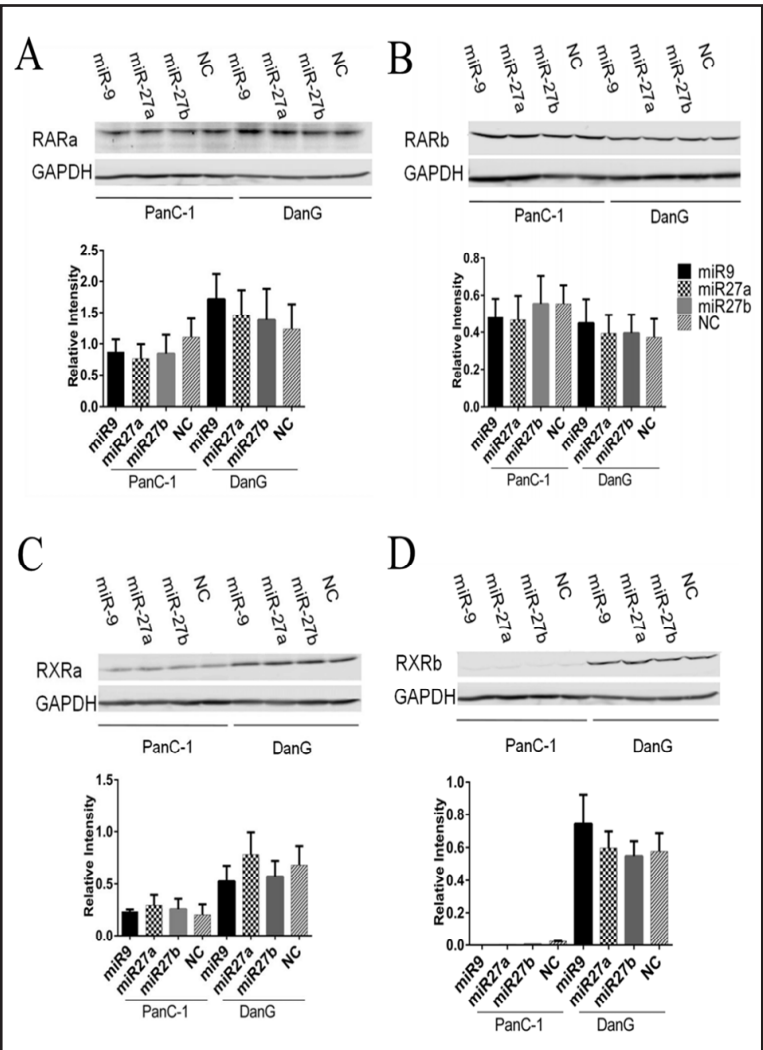 A
miR-9 miR-27a miR-27b NC miR-9 miR-27a miR-27b NC
RARa
GAPDH
PanC-1 DanG
Relative Intensity
2.5
2.0
1.5
1.0
0.5
0.0
miR9 miR27a miR27b NC miR9 miR27a miR27b NC
PanC-1 DanG
B
miR-9 miR-27a miR-27b NC miR-9 miR-27a miR-27b NC
RARb
GAPDH
PanC-1 DanG
Relative Intensity
0.8
0.6
0.4
0.2
0.0
miR9 miR27a miR27b NC miR9 miR27a miR27b NC
PanC-1 DanG
miR9
miR27a
miR27b
NC
C
miR-9 miR-27a miR-27b NC miR-9 miR-27a miR-27b NC
RXRa
GAPDH
PanC-1 DanG
Relative Intensity
1.5
1.0
0.5
0.0
miR9 miR27a miR27b NC miR9 miR27a miR27b NC
PanC-1 DanG
D
miR-9 miR-27a miR-27b NC miR-9 miR-27a miR-27b NC
RXRb
GAPDH
PanC-1 DanG
Relative Intensity
1.0
0.8
0.6
0.4
0.2
0.0
miR9 miR27a miR27b NC miR9 miR27a miR27b NC
PanC-1 DanG